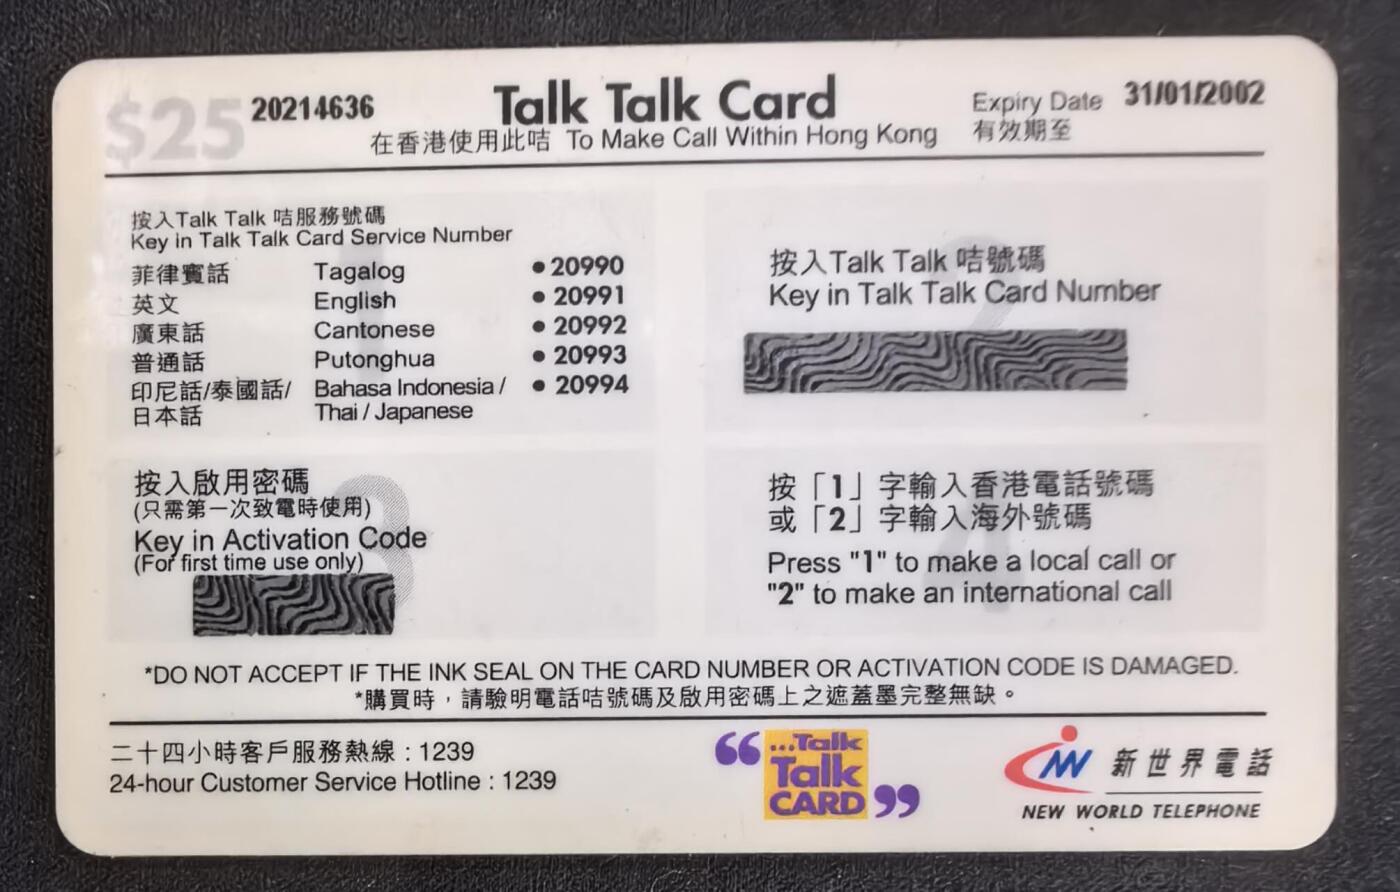 $25 20214636 Talk Talk Card Expiry Date 31/01/2002
在香港使用此咭 To Make Call Within Hong Kong 有效期至
按入Talk Talk 咭服務號碼
Key in Talk Talk Card Service Number
菲律賓話 Tagalog •20990
英文 English •20991
廣東話 Cantonese •20992
普通話 Putonghua •20993
印尼話/泰國話/ Bahasa Indonesia / •20994
日本話 Thai / Japanese
按入Talk Talk 咭號碼
Key in Talk Talk Card Number
按入啟用密碼
(只需第一次致電時使用)
Key in Activation Code
(For first time use only)
3
按「1」字輸入香港電話號碼
或「2」字輸入海外號碼
Press "1" to make a local call or
"2" to make an international call
*DO NOT ACCEPT IF THE INK SEAL ON THE CARD NUMBER OR ACTIVATION CODE IS DAMAGED.
*購買時，請驗明電話咭號碼及啟用密碼上之遮蓋墨完整無缺。
二十四小時客戶服務熱線 : 1239
24-hour Customer Service Hotline : 1239
“ ...Talk
Talk
CARD ”
新世界電話
NEW WORLD TELEPHONE